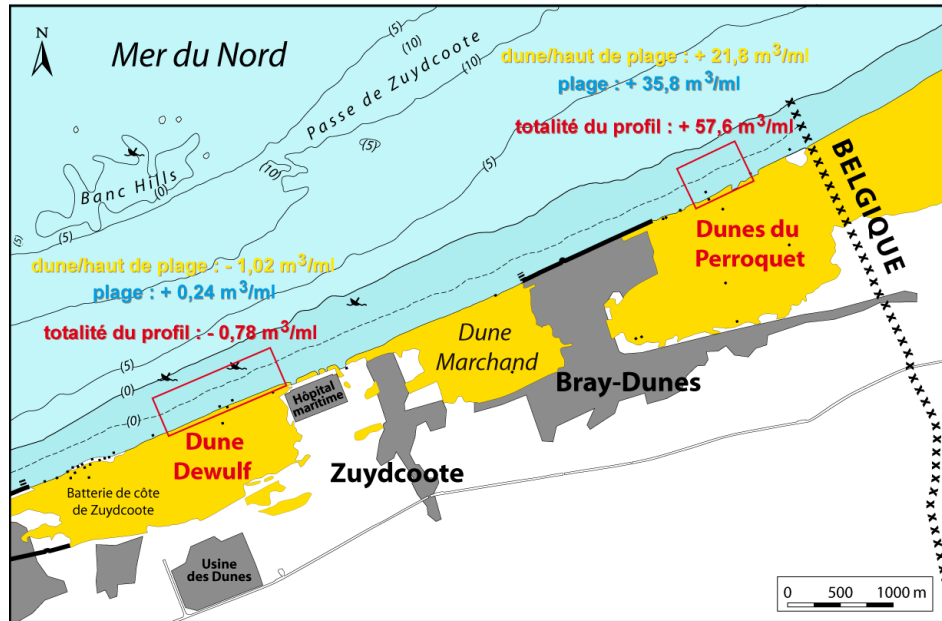 N
Mer du Nord
(5)
(10)
Passe de Zuydcoote
(10)
(5)
(10)
(5)
Banc Hills
(0)
(5)
(5)
(0)
dune/haut de plage : + 21,8 m³/ml
plage : + 35,8 m³/ml
totalité du profil : + 57,6 m³/ml
BELGIQUE
Dunes du
Perroquet
dune/haut de plage : - 1,02 m³/ml
plage : + 0,24 m³/ml
totalité du profil : - 0,78 m³/ml
(5)
(0)
(0)
Dune
Marchand
Bray-Dunes
Hôpital
maritime
Dune
Dewulf
Zuydcoote
Batterie de côte
de Zuydcoote
Usine
des Dunes
0 500 1000 m